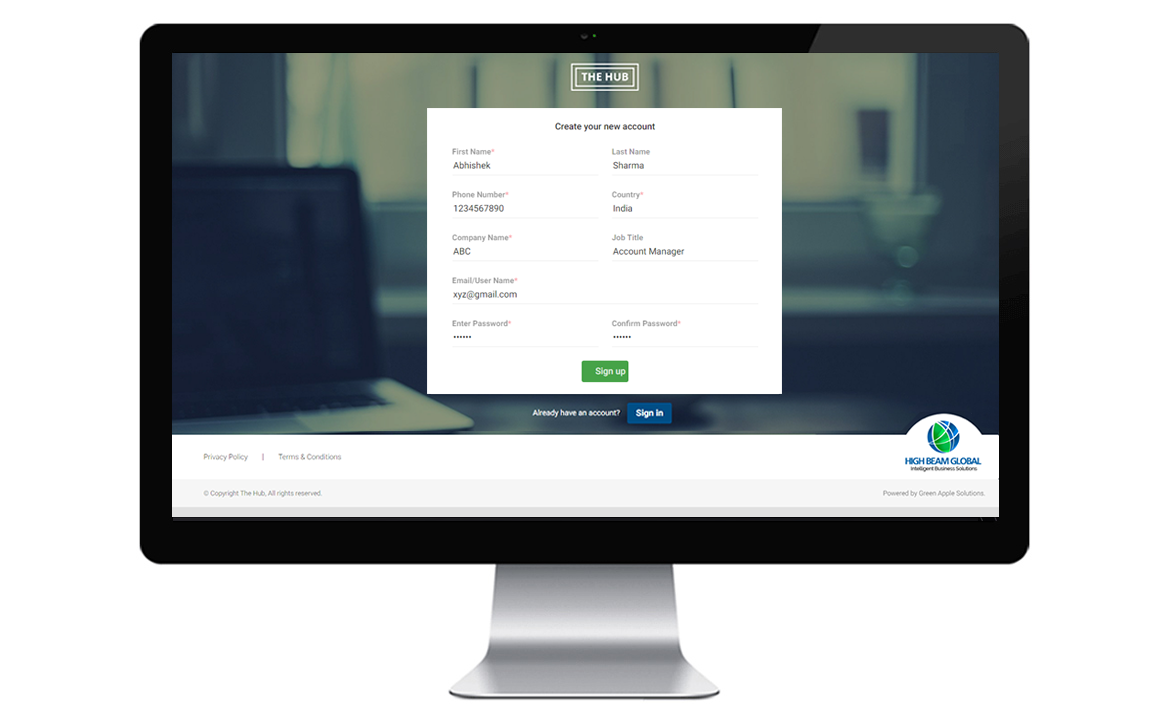 THE HUB
Create your new account
First Name* Last Name
Abhishek Sharma
Phone Number* Country*
1234567890 India
Company Name* Job Title
ABC Account Manager
Email/User Name*
xyz@gmail.com
Enter Password* Confirm Password*
•••••• ••••••
Sign up
Already have an account? Sign in
Privacy Policy | Terms & Conditions
HIGH BEAM GLOBAL
Intelligent Business Solutions
© Copyright The Hub, All rights reserved.
Powered by Green Apple Solutions.